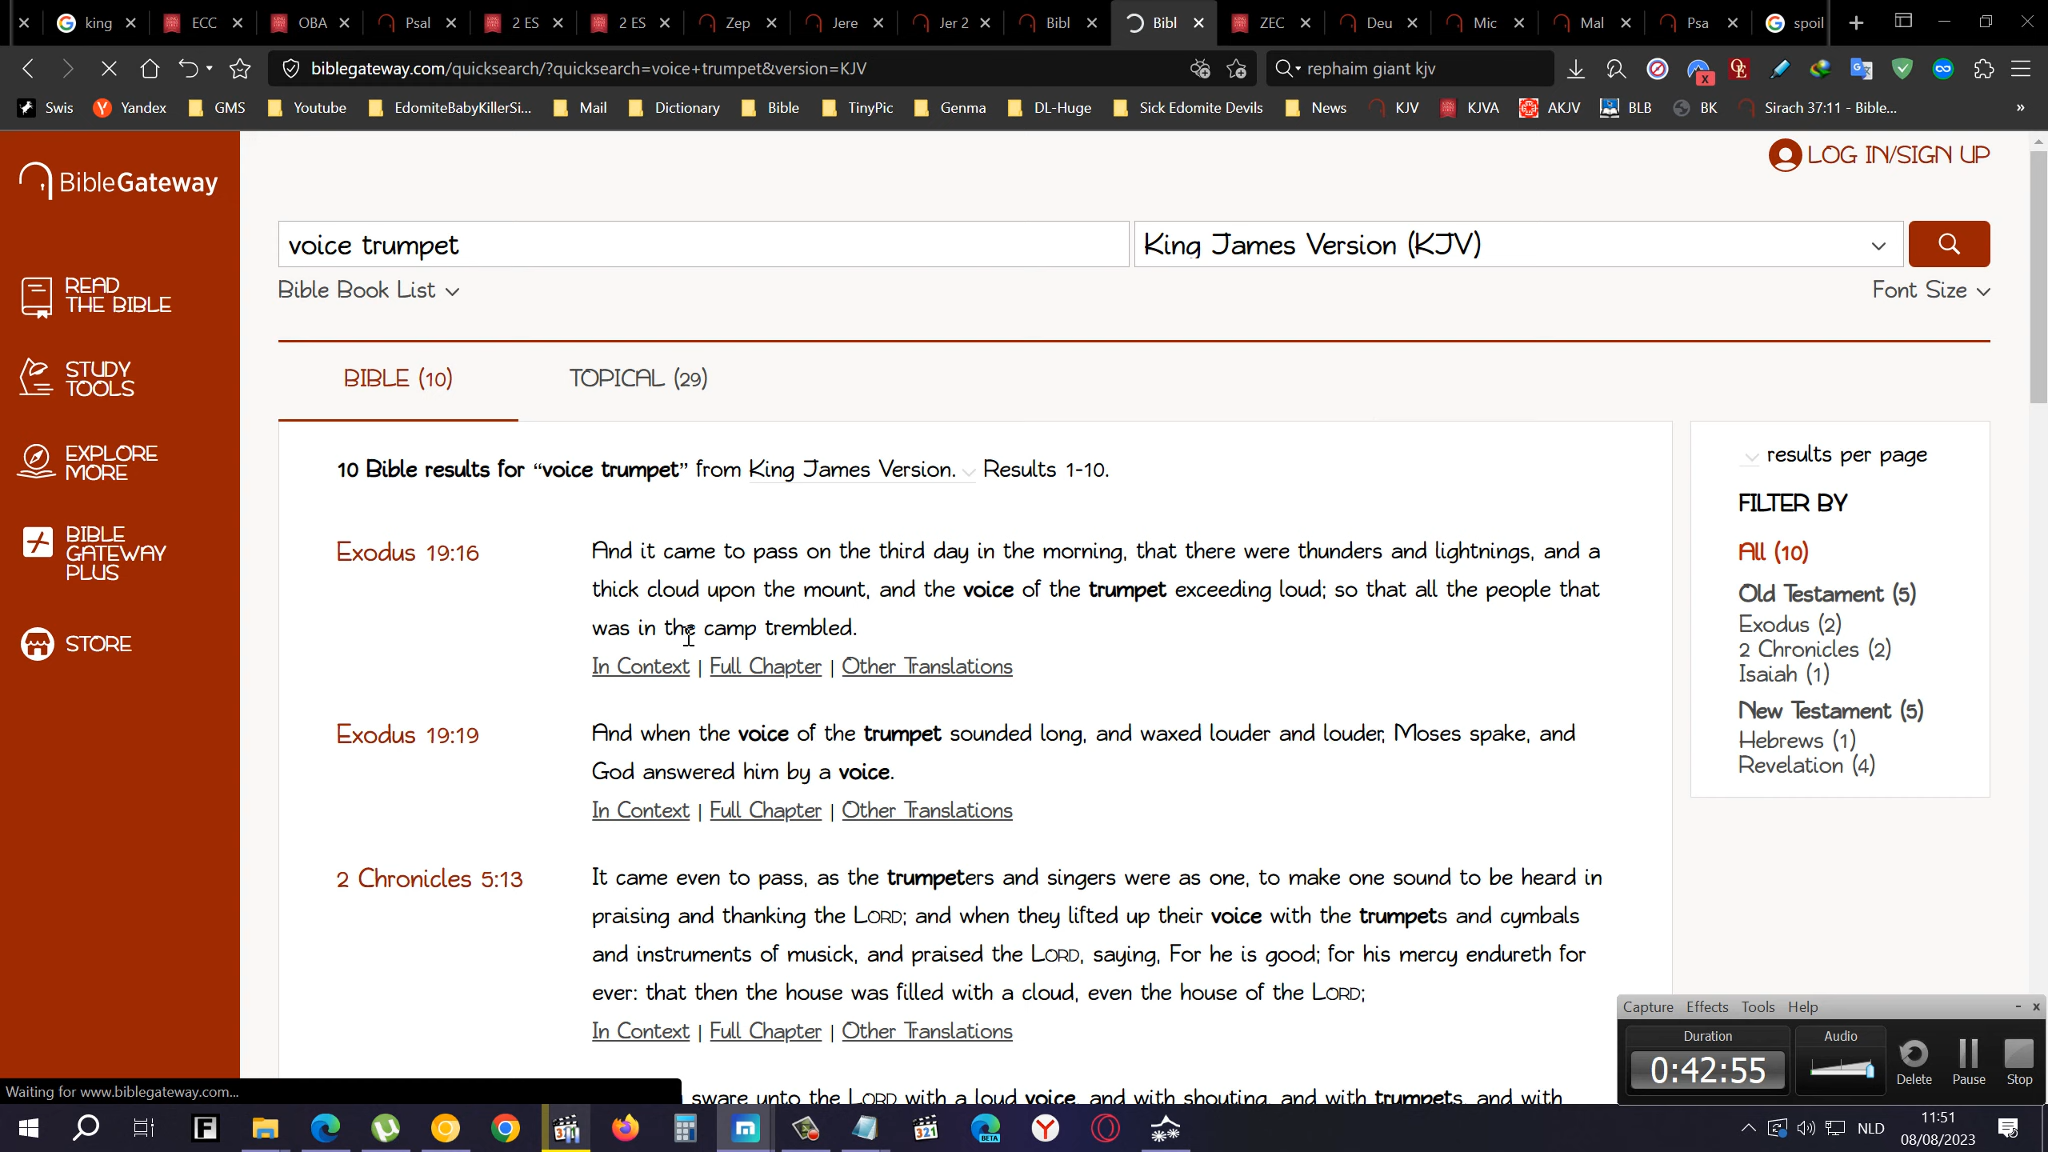 king
ECC
OBA
Psal
2 ES
2 ES
Zep
Jere
Jer 2
Bibl
Bibl
ZEC
Deu
Mic
Mal
Psa
spoil
biblegateway.com/quicksearch/?quicksearch=voice+trumpet&version=KJV
rephaim giant kjv
Swis
Yandex
GMS
Youtube
EdomiteBabyKillerSi...
Mail
Dictionary
Bible
TinyPic
Genma
DL-Huge
Sick Edomite Devils
News
KJV
KJVA
AKJV
BLB
BK
Sirach 37:11 - Bible...
LOG IN/SIGN UP
BibleGateway
voice trumpet
King James Version (KJV)
Bible Book List
Font Size
READ
THE BIBLE
STUDY
TOOLS
EXPLORE
MORE
BIBLE
GATEWAY
PLUS
STORE
BIBLE (10)
TOPICAL (29)
10 Bible results for “voice trumpet” from King James Version. Results 1-10.
Exodus 19:16
And it came to pass on the third day in the morning, that there were thunders and lightnings, and a
thick cloud upon the mount, and the voice of the trumpet exceeding loud; so that all the people that
was in the camp trembled.
In Context | Full Chapter | Other Translations
Exodus 19:19
And when the voice of the trumpet sounded long, and waxed louder and louder, Moses spake, and
God answered him by a voice.
In Context | Full Chapter | Other Translations
2 Chronicles 5:13
It came even to pass, as the trumpeters and singers were as one, to make one sound to be heard in
praising and thanking the LORD; and when they lifted up their voice with the trumpets and cymbals
and instruments of musick, and praised the LORD, saying, For he is good; for his mercy endureth for
ever: that then the house was filled with a cloud, even the house of the LORD;
In Context | Full Chapter | Other Translations
sware unto the LORD with a loud voice, and with shouting, and with trumpets, and with
results per page
FILTER BY
All (10)
Old Testament (5)
Exodus (2)
2 Chronicles (2)
Isaiah (1)
New Testament (5)
Hebrews (1)
Revelation (4)
Capture Effects Tools Help
Duration
Audio
0:42:55
Delete
Pause
Stop
Waiting for www.biblegateway.com...
NLD
11:51
08/08/2023